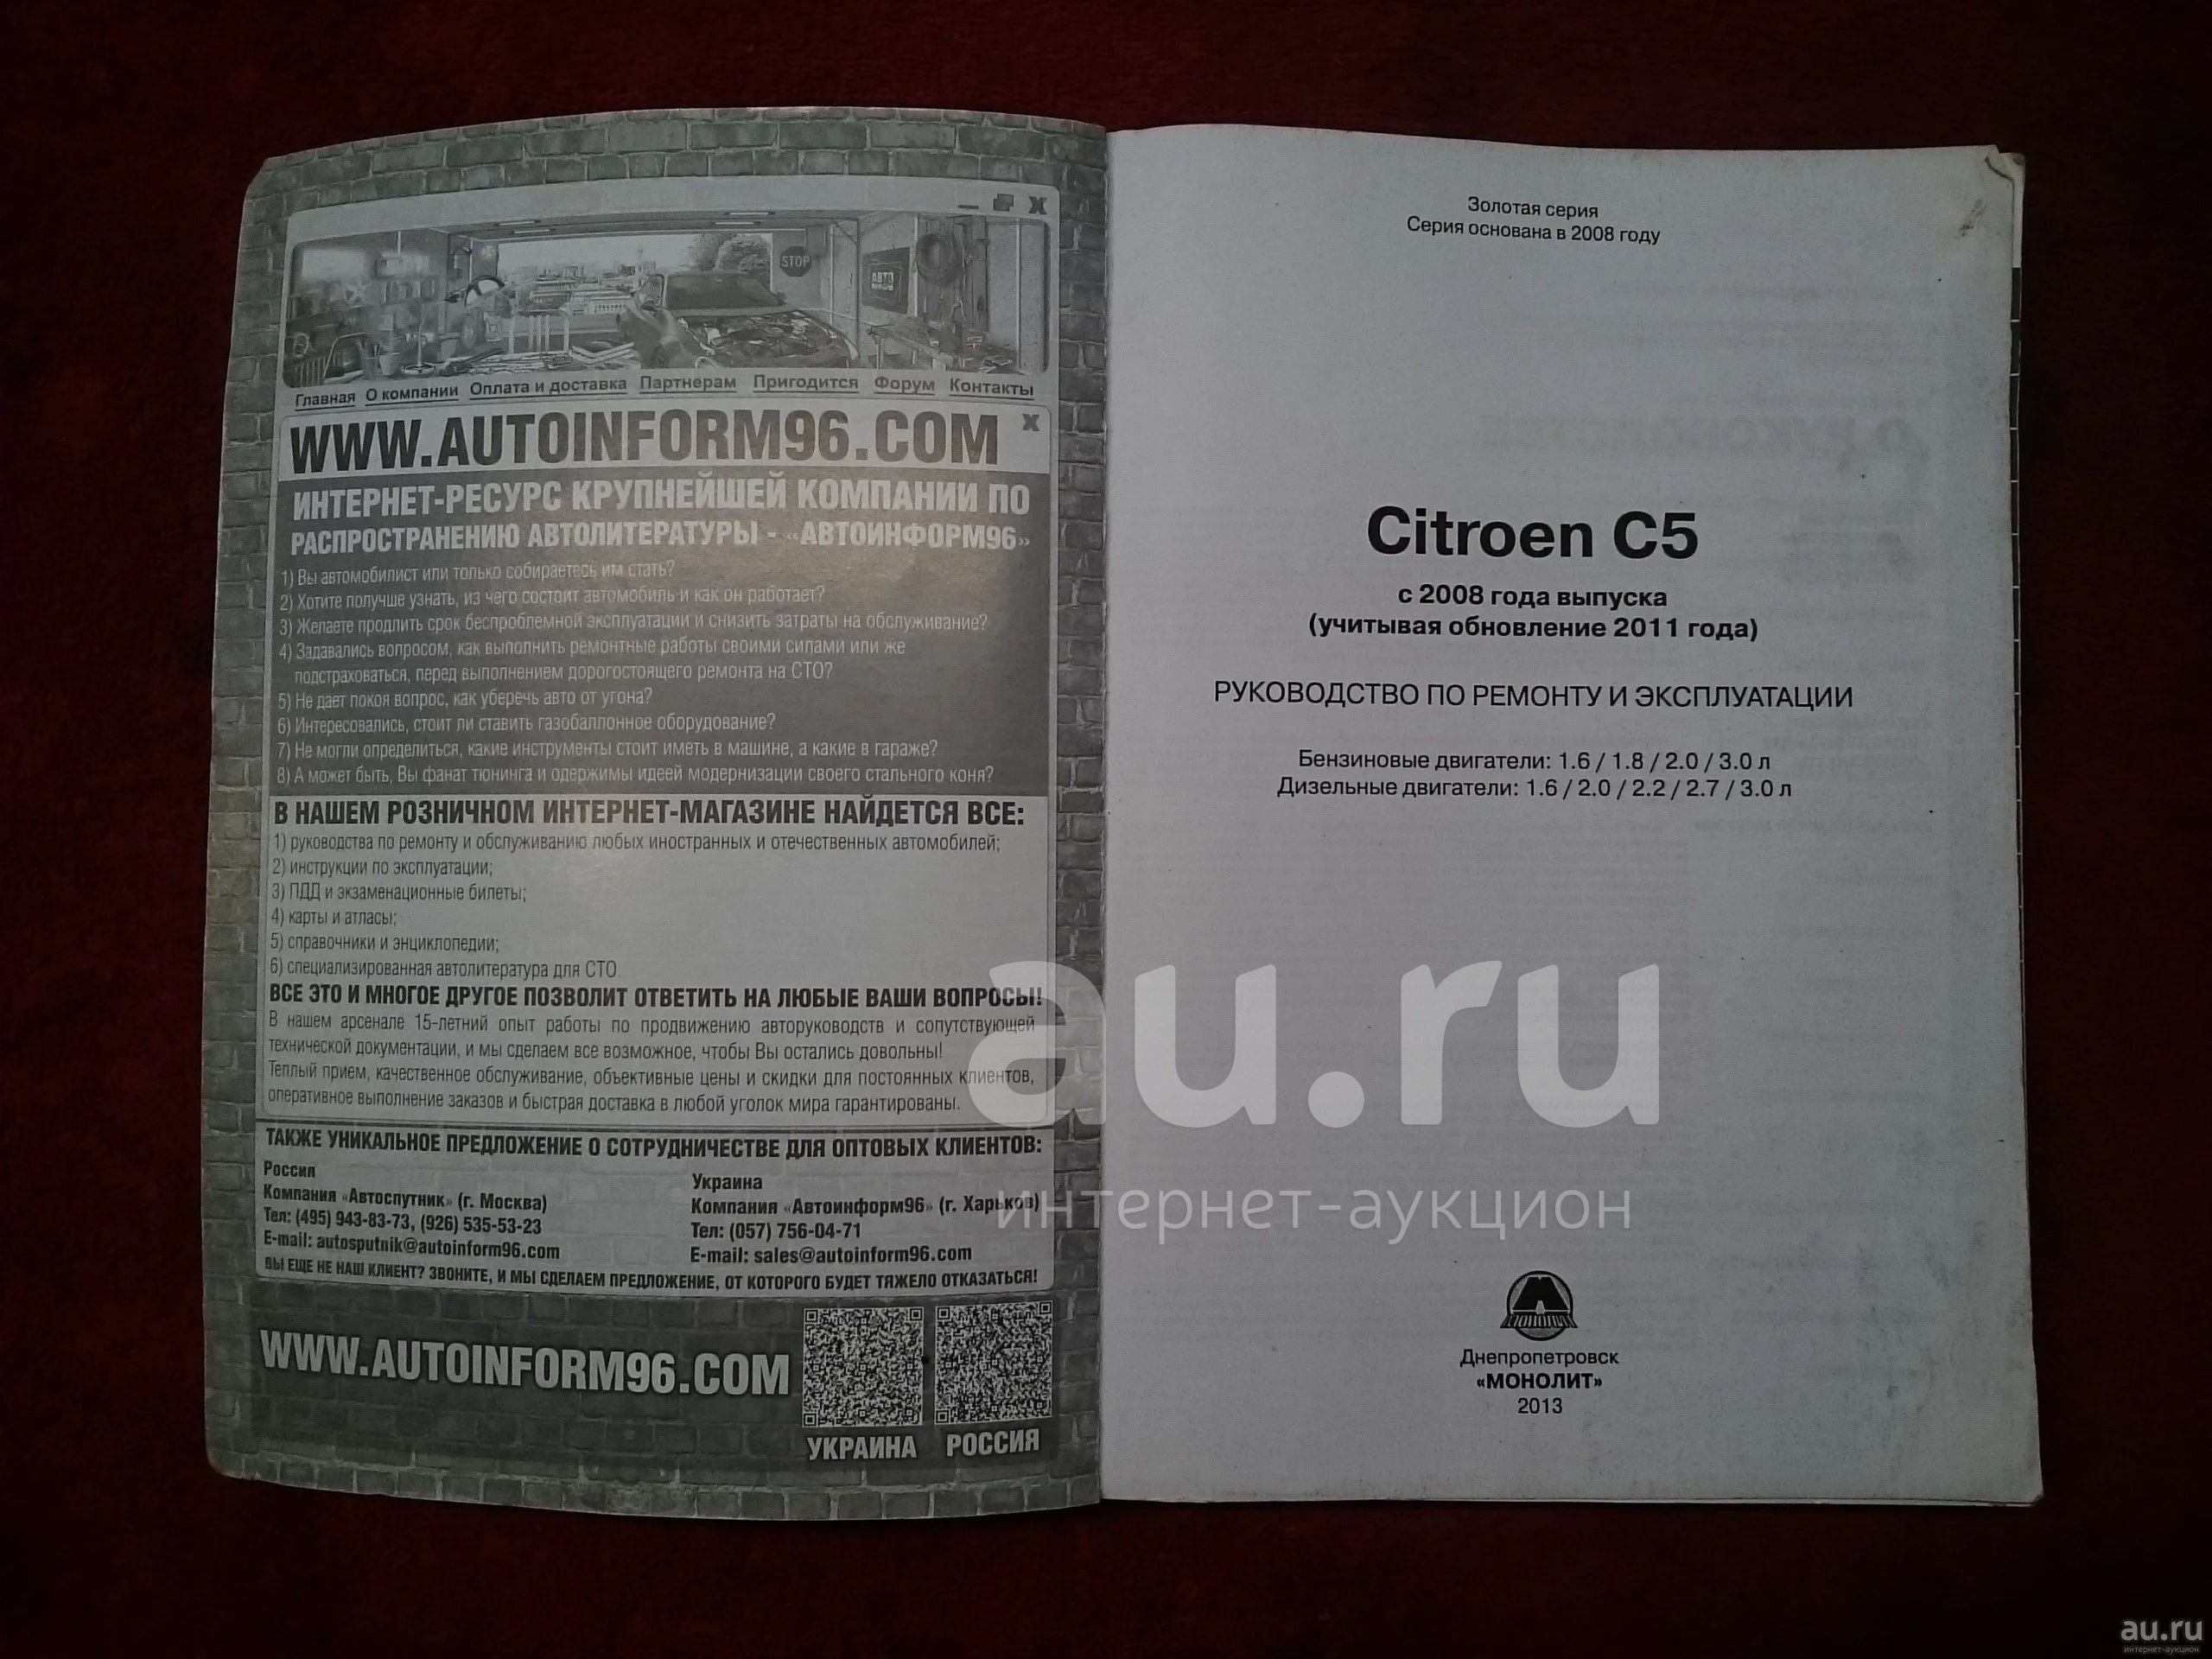 STOP
АВТО
Главная О компании Оплата и доставка Партнерам Пригодится Форум Контакты
WWW.AUTOINFORM96.COM
ИНТЕРНЕТ-РЕСУРС КРУПНЕЙШЕЙ КОМПАНИИ ПО
РАСПРОСТРАНЕНИЮ АВТОЛИТЕРАТУРЫ - «АВТОИНФОРМ96»
1) Вы автомобилист или только собираетесь им стать?
2) Хотите получше узнать, из чего состоит автомобиль и как он работает?
3) Желаете продлить срок беспроблемной эксплуатации и снизить затраты на обслуживание?
4) Задавались вопросом, как выполнить ремонтные работы своими силами или же
подстраховаться, перед выполнением дорогостоящего ремонта на СТО?
5) Не дает покоя вопрос, как уберечь авто от угона?
6) Интересовались, стоит ли ставить газобаллонное оборудование?
7) Не могли определиться, какие инструменты стоит иметь в машине, а какие в гараже?
8) А может быть, Вы фанат тюнинга и одержимы идеей модернизации своего стального коня?
В НАШЕМ РОЗНИЧНОМ ИНТЕРНЕТ-МАГАЗИНЕ НАЙДЕТСЯ ВСЕ:
1) руководства по ремонту и обслуживанию любых иностранных и отечественных автомобилей;
2) инструкции по эксплуатации;
3) ПДД и экзаменационные билеты;
4) карты и атласы;
5) справочники и энциклопедии;
6) специализированная автолитература для СТО.
ВСЕ ЭТО И МНОГОЕ ДРУГОЕ ПОЗВОЛИТ ОТВЕТИТЬ НА ЛЮБЫЕ ВАШИ ВОПРОСЫ!
В нашем арсенале 15-летний опыт работы по продвижению авторуководств и сопутствующей
технической документации, и мы сделаем все возможное, чтобы Вы остались довольны!
Теплый прием, качественное обслуживание, объективные цены и скидки для постоянных клиентов,
оперативное выполнение заказов и быстрая доставка в любой уголок мира гарантированы.
ТАКЖЕ УНИКАЛЬНОЕ ПРЕДЛОЖЕНИЕ О СОТРУДНИЧЕСТВЕ ДЛЯ ОПТОВЫХ КЛИЕНТОВ:
Россия
Компания «Автоспутник» (г. Москва)
Тел: (495) 943-83-73, (926) 535-53-23
E-mail: autosputnik@autoinform96.com
Украина
Компания «Автоинформ96» (г. Харьков)
Тел: (057) 756-04-71
E-mail: sales@autoinform96.com
ВЫ ЕЩЕ НЕ НАШ КЛИЕНТ? ЗВОНИТЕ, И МЫ СДЕЛАЕМ ПРЕДЛОЖЕНИЕ, ОТ КОТОРОГО БУДЕТ ТЯЖЕЛО ОТКАЗАТЬСЯ!
WWW.AUTOINFORM96.COM
УКРАИНА РОССИЯ
Золотая серия
Серия основана в 2008 году
Citroen C5
с 2008 года выпуска
(учитывая обновление 2011 года)
РУКОВОДСТВО ПО РЕМОНТУ И ЭКСПЛУАТАЦИИ
Бензиновые двигатели: 1.6 / 1.8 / 2.0 / 3.0 л
Дизельные двигатели: 1.6 / 2.0 / 2.2 / 2.7 / 3.0 л
МОНОЛИТ
Днепропетровск
«МОНОЛИТ»
2013
au.ru
интернет-аукцион
au.ru
интернет-аукцион